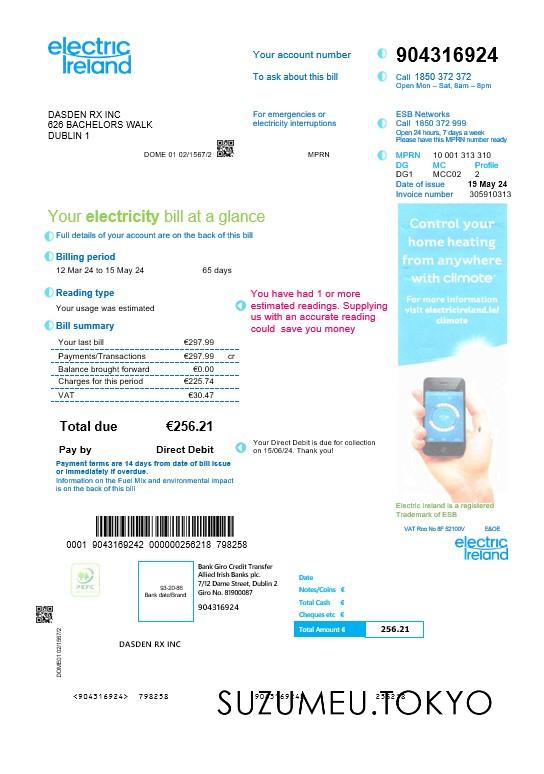 electric
Ireland
Your account number
904316924
To ask about this bill
Call 1850 372 372
Open Mon – Sat, 8am – 8pm
DASDEN RX INC
626 BACHELORS WALK
DUBLIN 1
For emergencies or
electricity interruptions
ESB Networks
Call 1850 372 999
Open 24 hours, 7 days a week
Please have this MPRN number ready
DOME 01 02/1567/2
MPRN
MPRN 10 001 313 310
DG MC Profile
DG1 MCC02 2
Date of issue 19 May 24
Invoice number 305910313
Your electricity bill at a glance
Full details of your account are on the back of this bill
Billing period
12 Mar 24 to 15 May 24 65 days
Reading type
Your usage was estimated
You have had 1 or more
estimated readings. Supplying
us with an accurate reading
could save you money
Bill summary
Your last bill €297.99
Payments/Transactions €297.99 cr
Balance brought forward €0.00
Charges for this period €225.74
VAT €30.47
Total due €256.21
Pay by Direct Debit
Your Direct Debit is due for collection
on 15/06/24. Thank you!
Payment terms are 14 days from date of bill issue
or immediately if overdue.
Information on the Fuel Mix and environmental impact
is on the back of this bill
Control your
home heating
from anywhere
with climote
For more information
visit electricireland.ie/
climote
Electric Ireland is a registered
Trademark of ESB
VAT Reg No 8F 52100V E&OE
electric
Ireland
0001 9043169242 000000256218 798258
PEFC
93-20-86
Bank date/Brand
Bank Giro Credit Transfer
Allied Irish Banks plc.
7/12 Dame Street, Dublin 2
Giro No. 81900087
904316924
Date
Notes/Coins €
Total Cash €
Cheques etc €
Total Amount € 256.21
DOME01 02/1567/2
DASDEN RX INC
<904316924> 798258
SUZUMEU.TOKYO